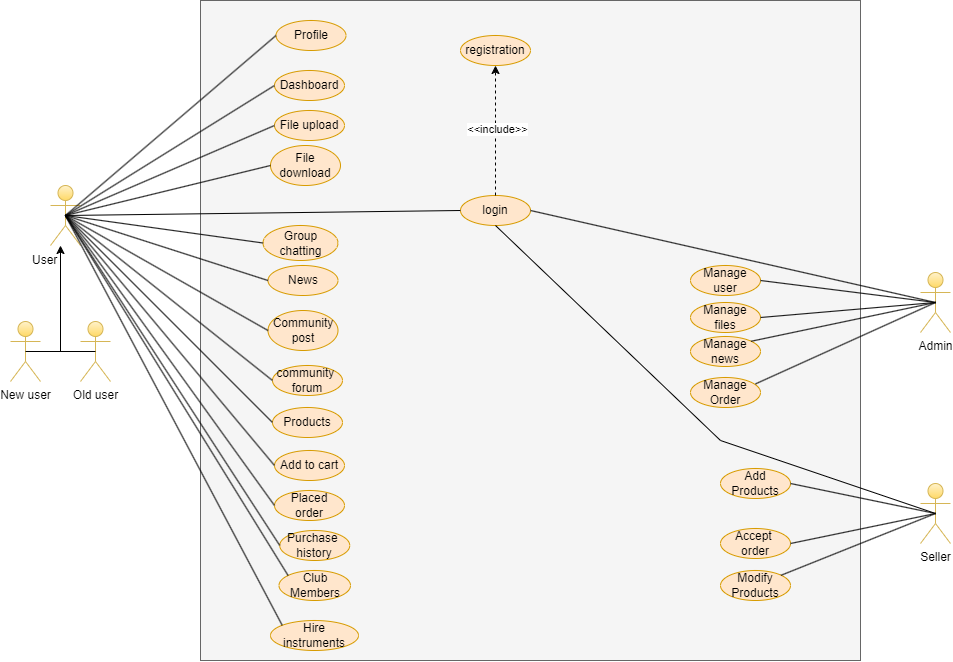 Profile
registration
Dashboard
File upload
<<include>>
File
download
login
User
Group
chatting
News
Manage
user
Manage
files
Community
post
Manage
news
Admin
community
forum
Manage
Order
New user
Old user
Products
Add to cart
Add
Products
Placed
order
Purchase
history
Accept
order
Seller
Club
Members
Modify
Products
Hire
instruments